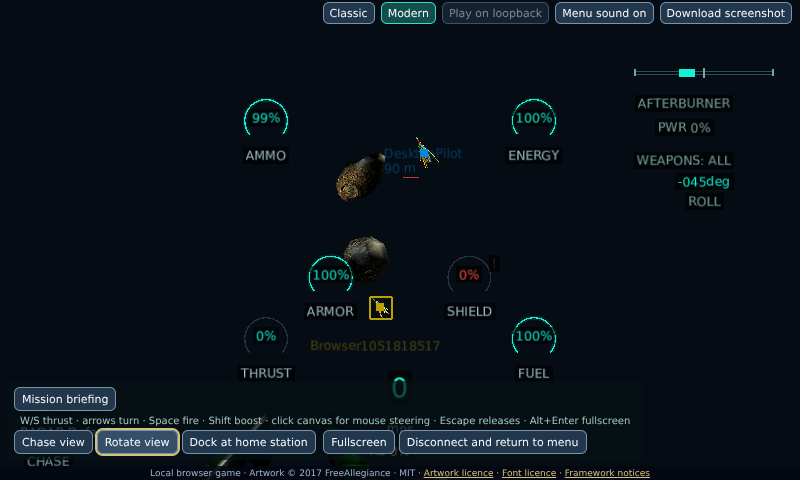 Classic
Modern
Play on loopback
Menu sound on
Download screenshot
AFTERBURNER
PWR 0%
99%
AMMO
100%
ENERGY
Desktop Pilot
90 m
WEAPONS: ALL
-045deg
ROLL
100%
ARMOR
0%
!
SHIELD
0%
THRUST
Browser1051818517
100%
FUEL
0
Mission briefing
W/S thrust · arrows turn · Space fire · Shift boost · click canvas for mouse steering · Escape releases · Alt+Enter fullscreen
Chase view
Rotate view
Dock at home station
Fullscreen
Disconnect and return to menu
CHASE
Local browser game · Artwork © 2017 FreeAllegiance · MIT · Artwork licence · Font licence · Framework notices